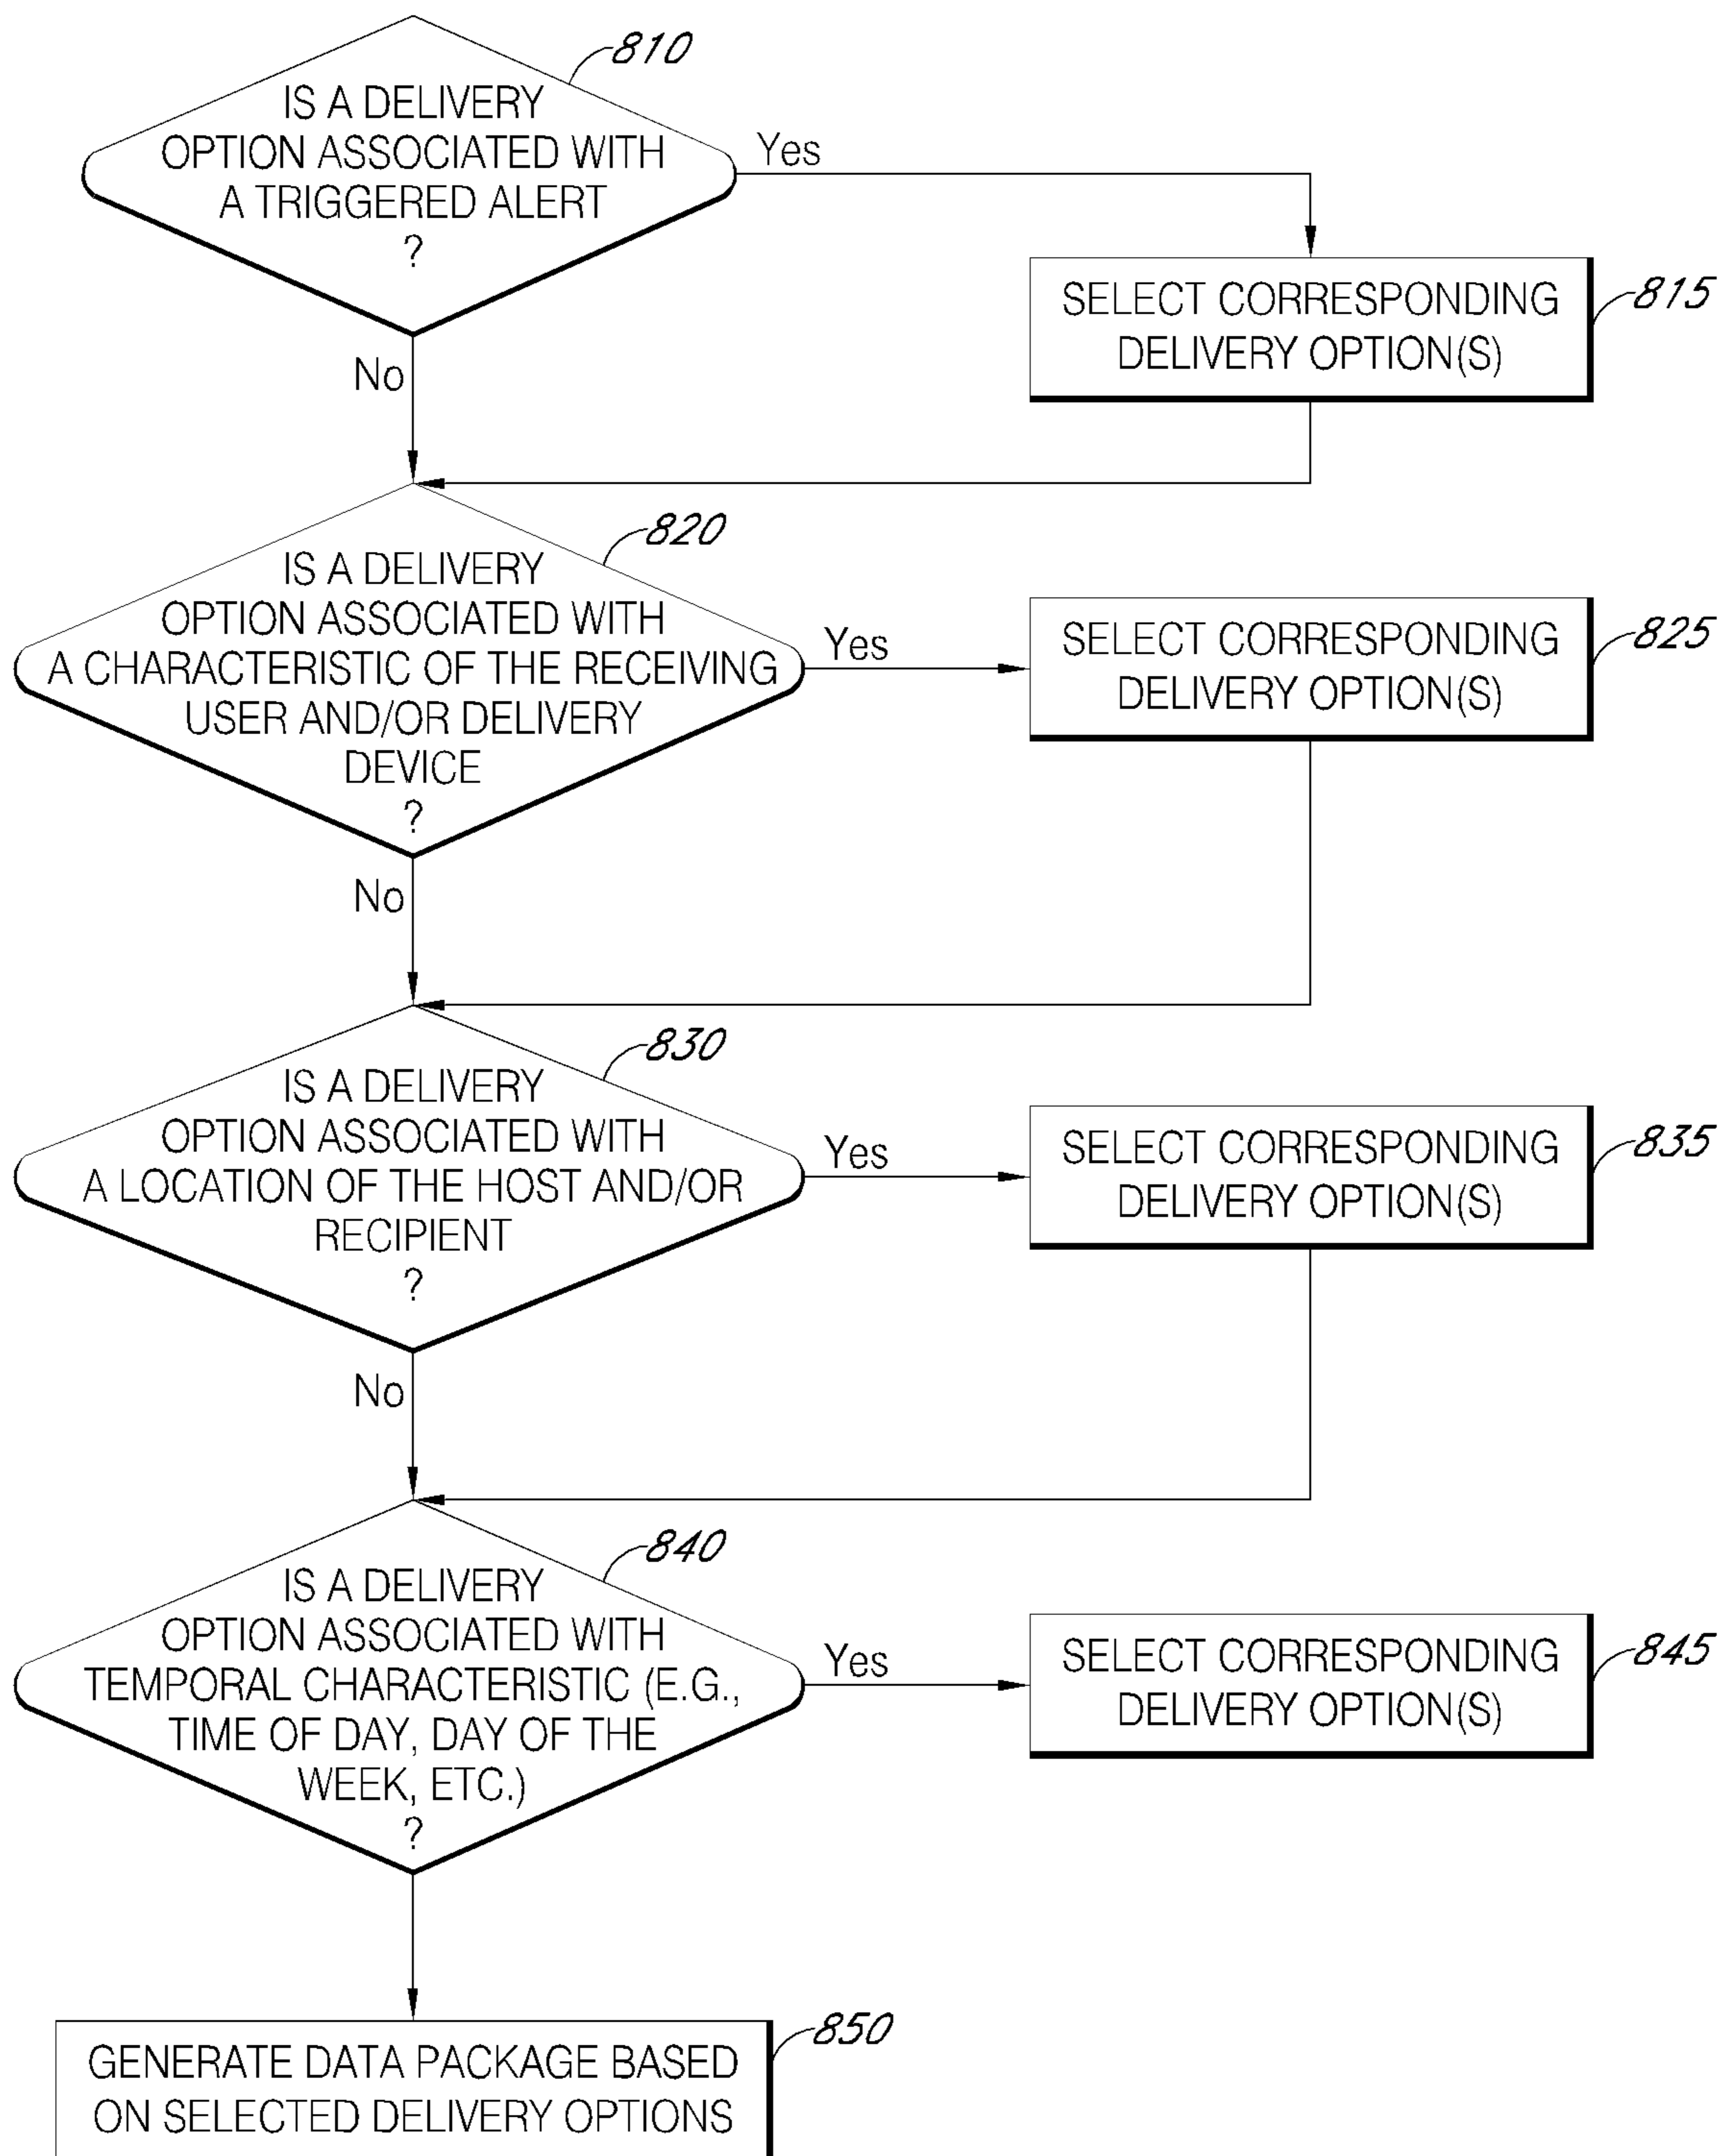 810
IS A DELIVERY
OPTION ASSOCIATED WITH
A TRIGGERED ALERT
?
Yes
No
SELECT CORRESPONDING
DELIVERY OPTION(S)
815
820
IS A DELIVERY
OPTION ASSOCIATED WITH
A CHARACTERISTIC OF THE RECEIVING
USER AND/OR DELIVERY
DEVICE
?
Yes
No
SELECT CORRESPONDING
DELIVERY OPTION(S)
825
830
IS A DELIVERY
OPTION ASSOCIATED WITH
A LOCATION OF THE HOST AND/OR
RECIPIENT
?
Yes
No
SELECT CORRESPONDING
DELIVERY OPTION(S)
835
840
IS A DELIVERY
OPTION ASSOCIATED WITH
TEMPORAL CHARACTERISTIC (E.G.,
TIME OF DAY, DAY OF THE
WEEK, ETC.)
?
Yes
SELECT CORRESPONDING
DELIVERY OPTION(S)
845
850
GENERATE DATA PACKAGE BASED
ON SELECTED DELIVERY OPTIONS